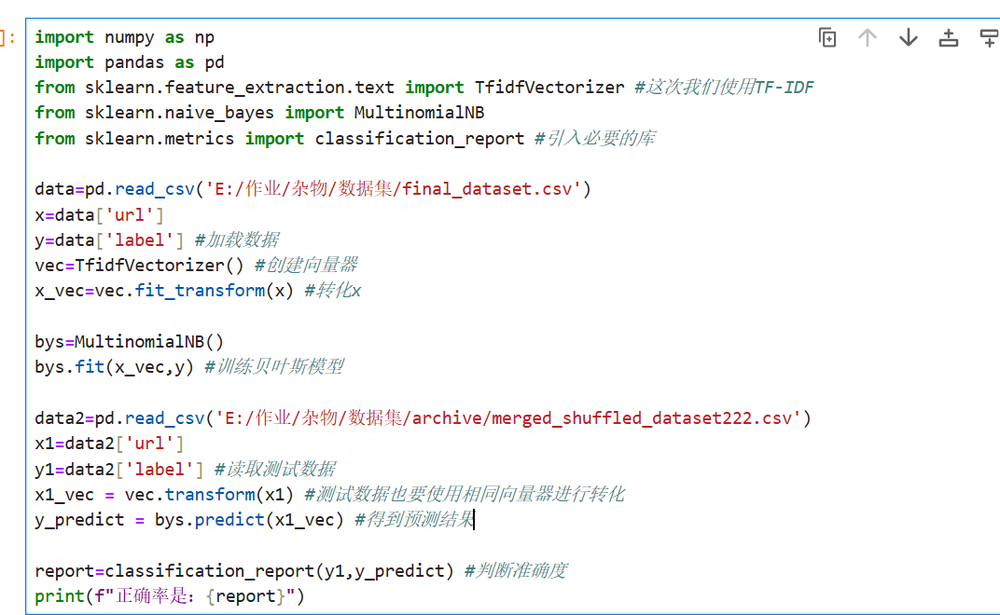 ]:
import numpy as np
import pandas as pd
from sklearn.feature_extraction.text import TfidfVectorizer #这次我们使用TF-IDF
from sklearn.naive_bayes import MultinomialNB
from sklearn.metrics import classification_report #引入必要的库
data=pd.read_csv('E:/作业/杂物/数据集/final_dataset.csv')
x=data['url']
y=data['label'] #加载数据
vec=TfidfVectorizer() #创建向量器
x_vec=vec.fit_transform(x) #转化x
bys=MultinomialNB()
bys.fit(x_vec,y) #训练贝叶斯模型
data2=pd.read_csv('E:/作业/杂物/数据集/archive/merged_shuffled_dataset222.csv')
x1=data2['url']
y1=data2['label'] #读取测试数据
x1_vec = vec.transform(x1) #测试数据也要使用相同向量器进行转化
y_predict = bys.predict(x1_vec) #得到预测结果
report=classification_report(y1,y_predict) #判断准确度
print(f"正确率是：{report}")